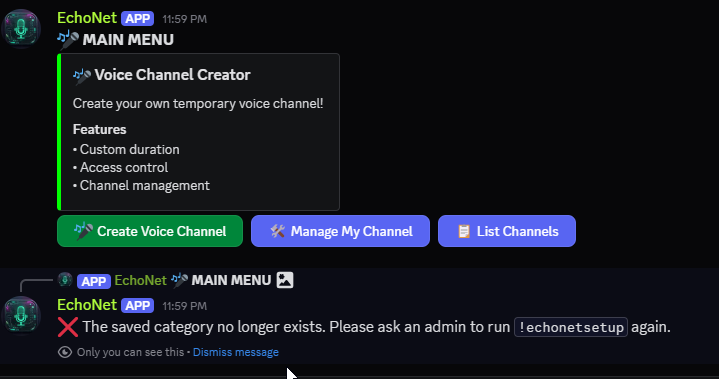 EchoNet APP 11:59 PM
🎤 MAIN MENU
🎤 Voice Channel Creator
Create your own temporary voice channel!
Features
• Custom duration
• Access control
• Channel management
🎤 Create Voice Channel 🛠️ Manage My Channel 📋 List Channels
APP EchoNet 🎤 MAIN MENU
EchoNet APP 11:59 PM
❌ The saved category no longer exists. Please ask an admin to run !echonetsetup again.
Only you can see this • Dismiss message